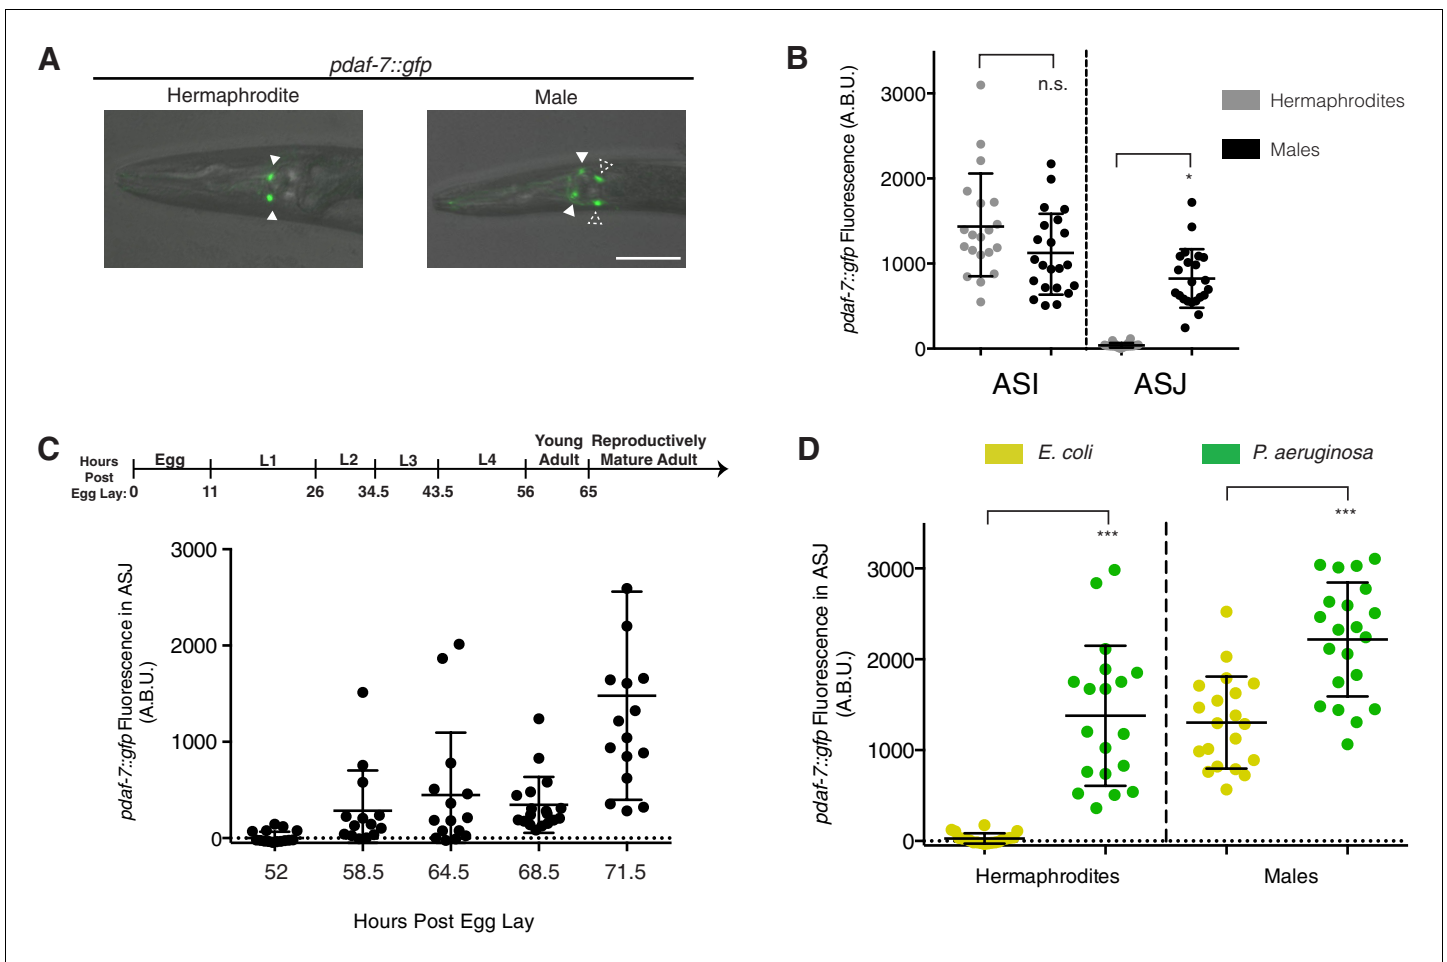 A
pdaf-7::gfp
Hermaphrodite
Male
B
pdaf-7::gfp Fluorescence (A.B.U.)
3000
2000
1000
0
n.s.
*
ASI
ASJ
Hermaphrodites
Males
C
Hours
Post
Egg Lay:
Egg
L1
L2
L3
L4
Young
Adult
Reproductively
Mature Adult
0
11
26
34.5
43.5
56
65
pdaf-7::gfp Fluorescence in ASJ
(A.B.U.)
3000
2000
1000
0
52
58.5
64.5
68.5
71.5
Hours Post Egg Lay
D
E. coli
P. aeruginosa
pdaf-7::gfp Fluorescence in ASJ
(A.B.U.)
3000
2000
1000
0
***
***
Hermaphrodites
Males